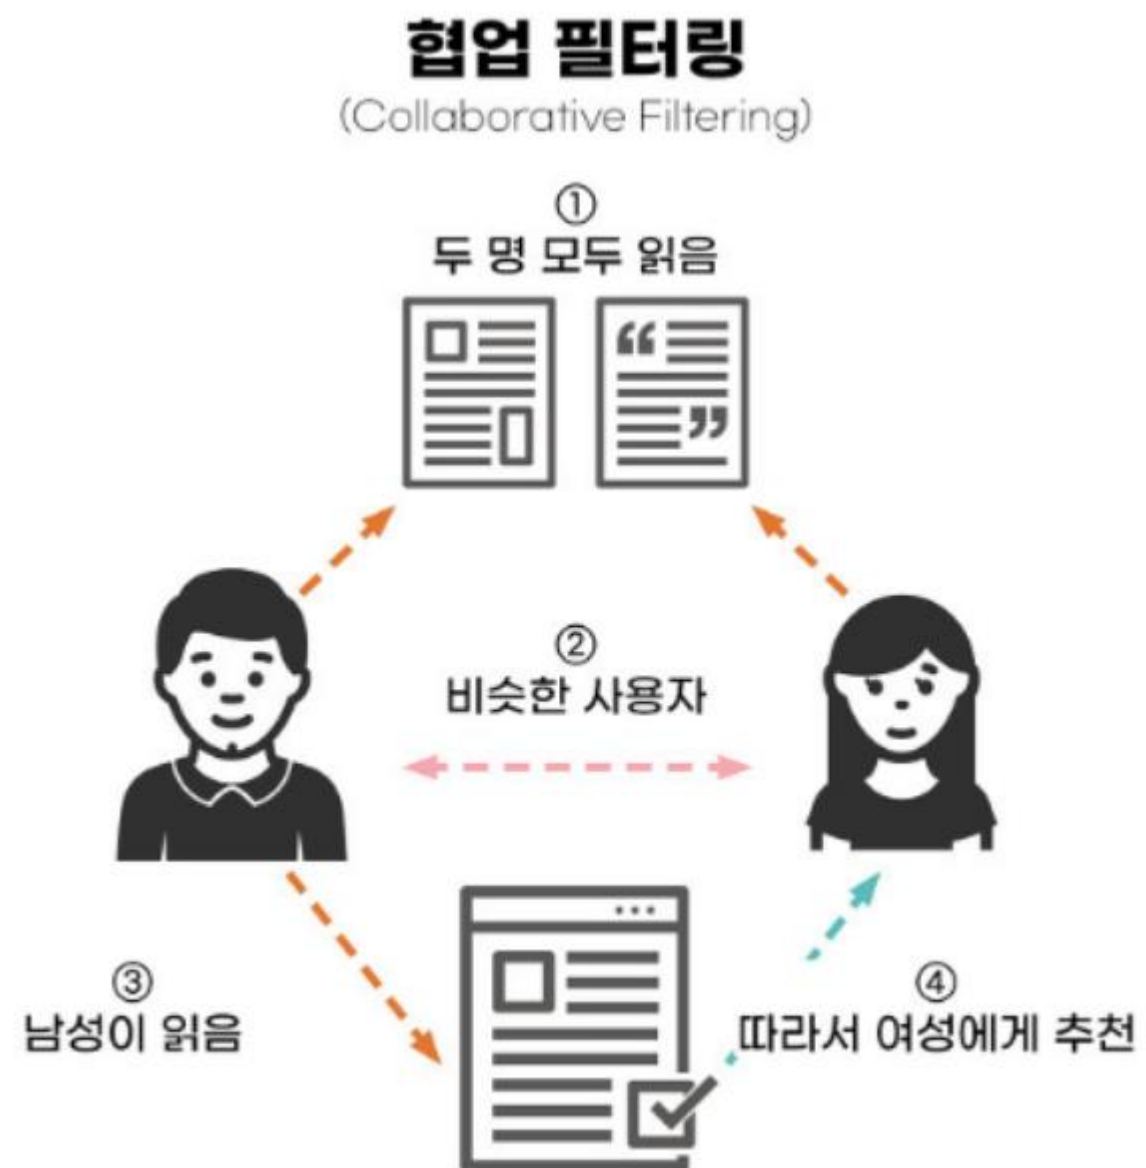 협업 필터링
(Collaborative Filtering)
①
두 명 모두 읽음
②
비슷한 사용자
③
남성이 읽음
④
따라서 여성에게 추천